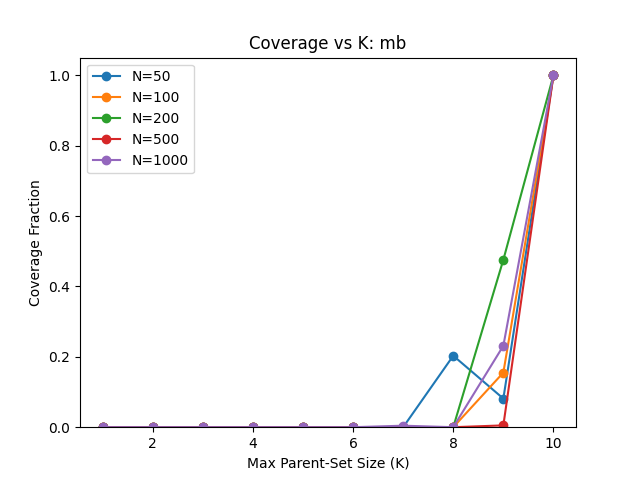 Coverage vs K: mb
N=50
N=100
N=200
N=500
N=1000
Coverage Fraction
1.0
0.8
0.6
0.4
0.2
0.0
2 4 6 8 10
Max Parent-Set Size (K)